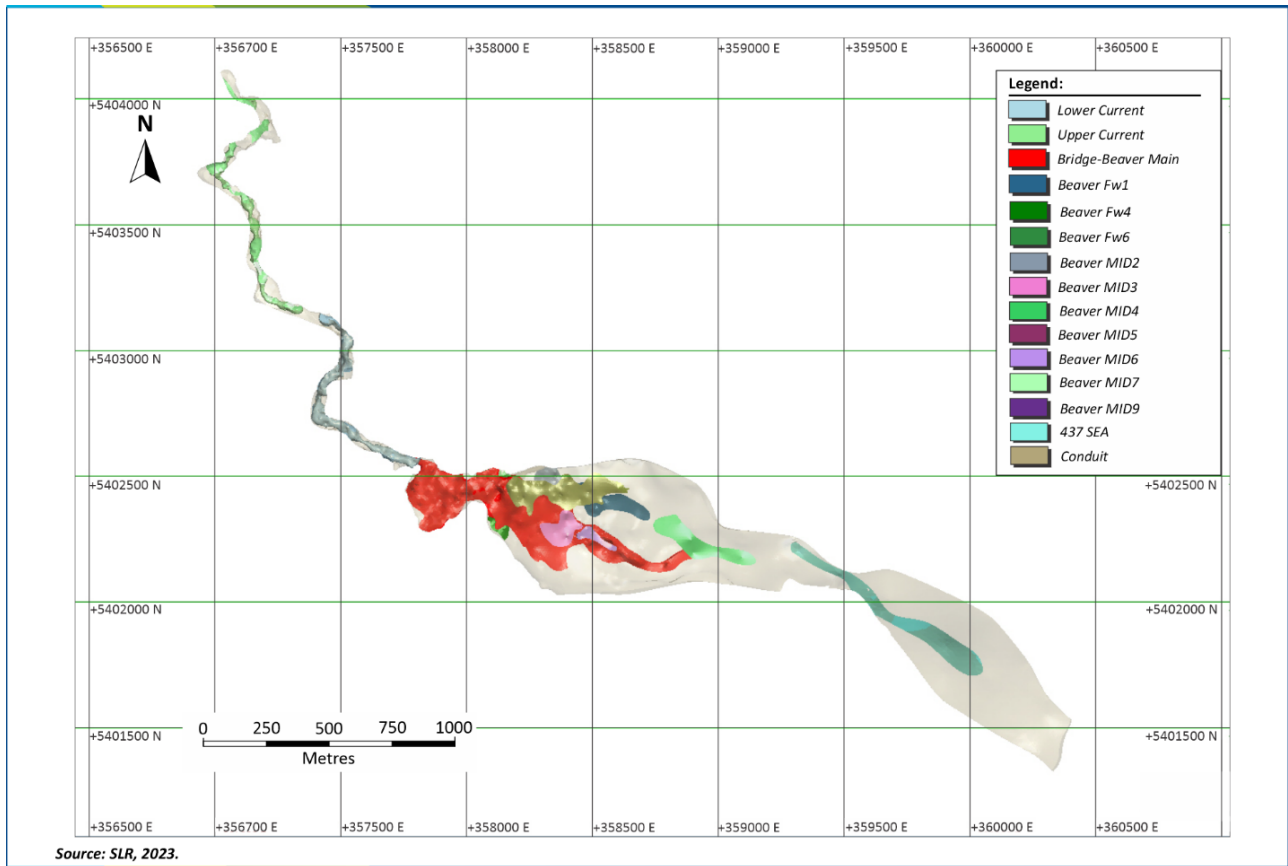 +356500 E +356700 E +357500 E +358000 E +358500 E +359000 E +359500 E +360000 E +360500 E
Legend:
Lower Current
Upper Current
Bridge-Beaver Main
Beaver Fw1
Beaver Fw4
Beaver Fw6
Beaver MID2
Beaver MID3
Beaver MID4
Beaver MID5
Beaver MID6
Beaver MID7
Beaver MID9
437 SEA
Conduit
+5404000 N
N
+5403500 N
+5403000 N
+5402500 N +5402500 N
+5402000 N +5402000 N
+5401500 N +5401500 N
0 250 500 750 1000
Metres
+356500 E +356700 E +357500 E +358000 E +358500 E +359000 E +359500 E +360000 E +360500 E
Source: SLR, 2023.